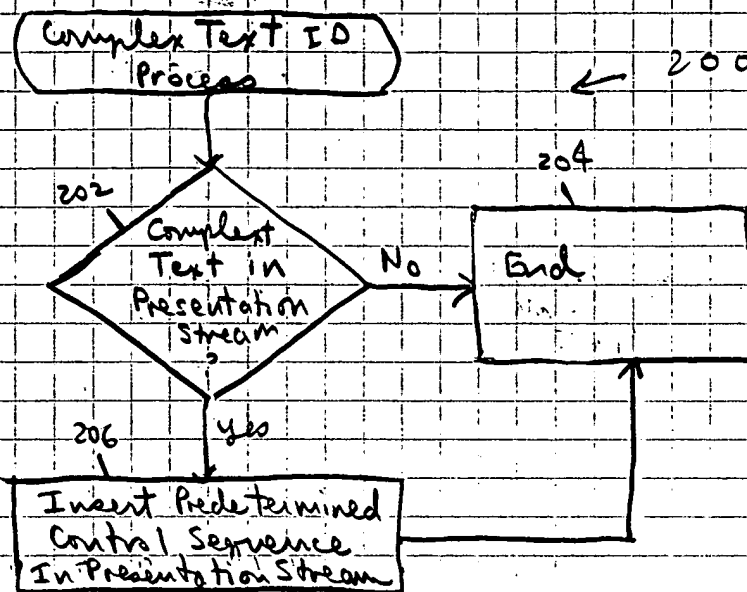 Complex Text ID
Process
200
204
202
Complext
Text in
Presentation
Stream
?
No
End
Yes
206
Insert Predetermined
Control Sequence
In Presentation Stream